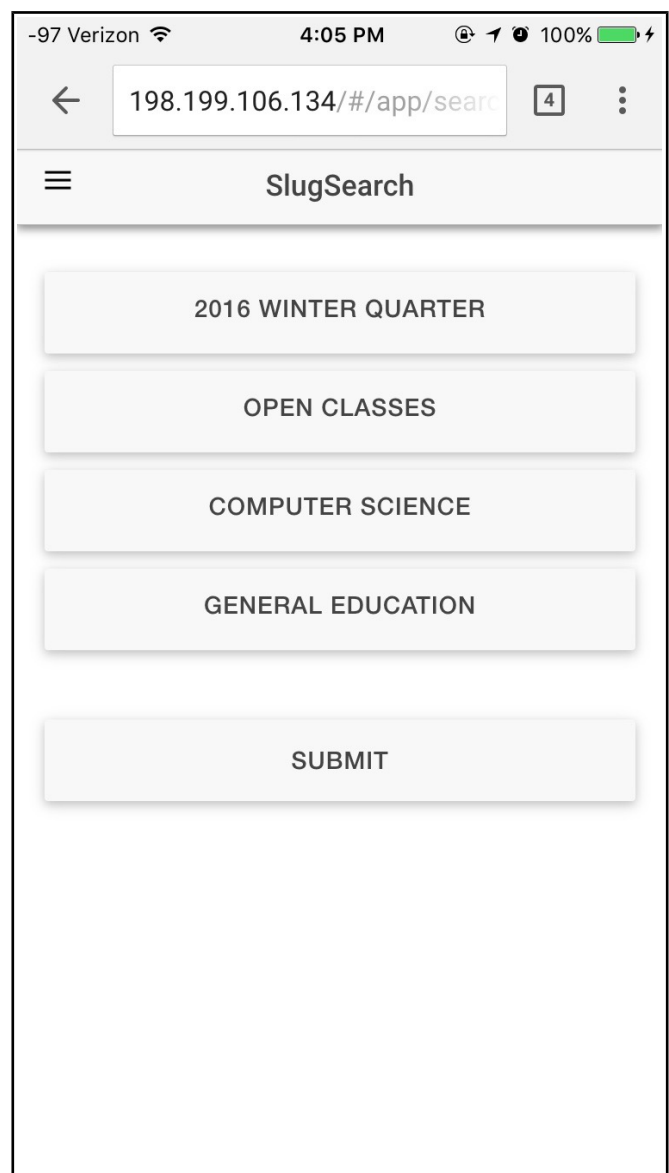 -97 Verizon 4:05 PM 100%
198.199.106.134/#/app/searc 4
SlugSearch
2016 WINTER QUARTER
OPEN CLASSES
COMPUTER SCIENCE
GENERAL EDUCATION
SUBMIT